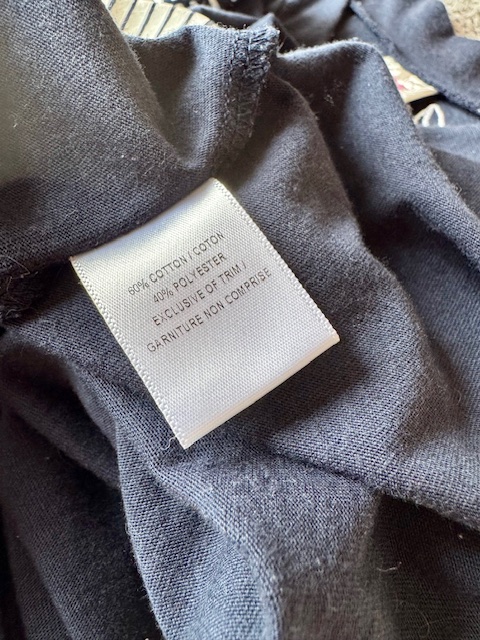 60% COTTON / COTON
40% POLYESTER
EXCLUSIVE OF TRIM /
GARNITURE NON COMPRISE